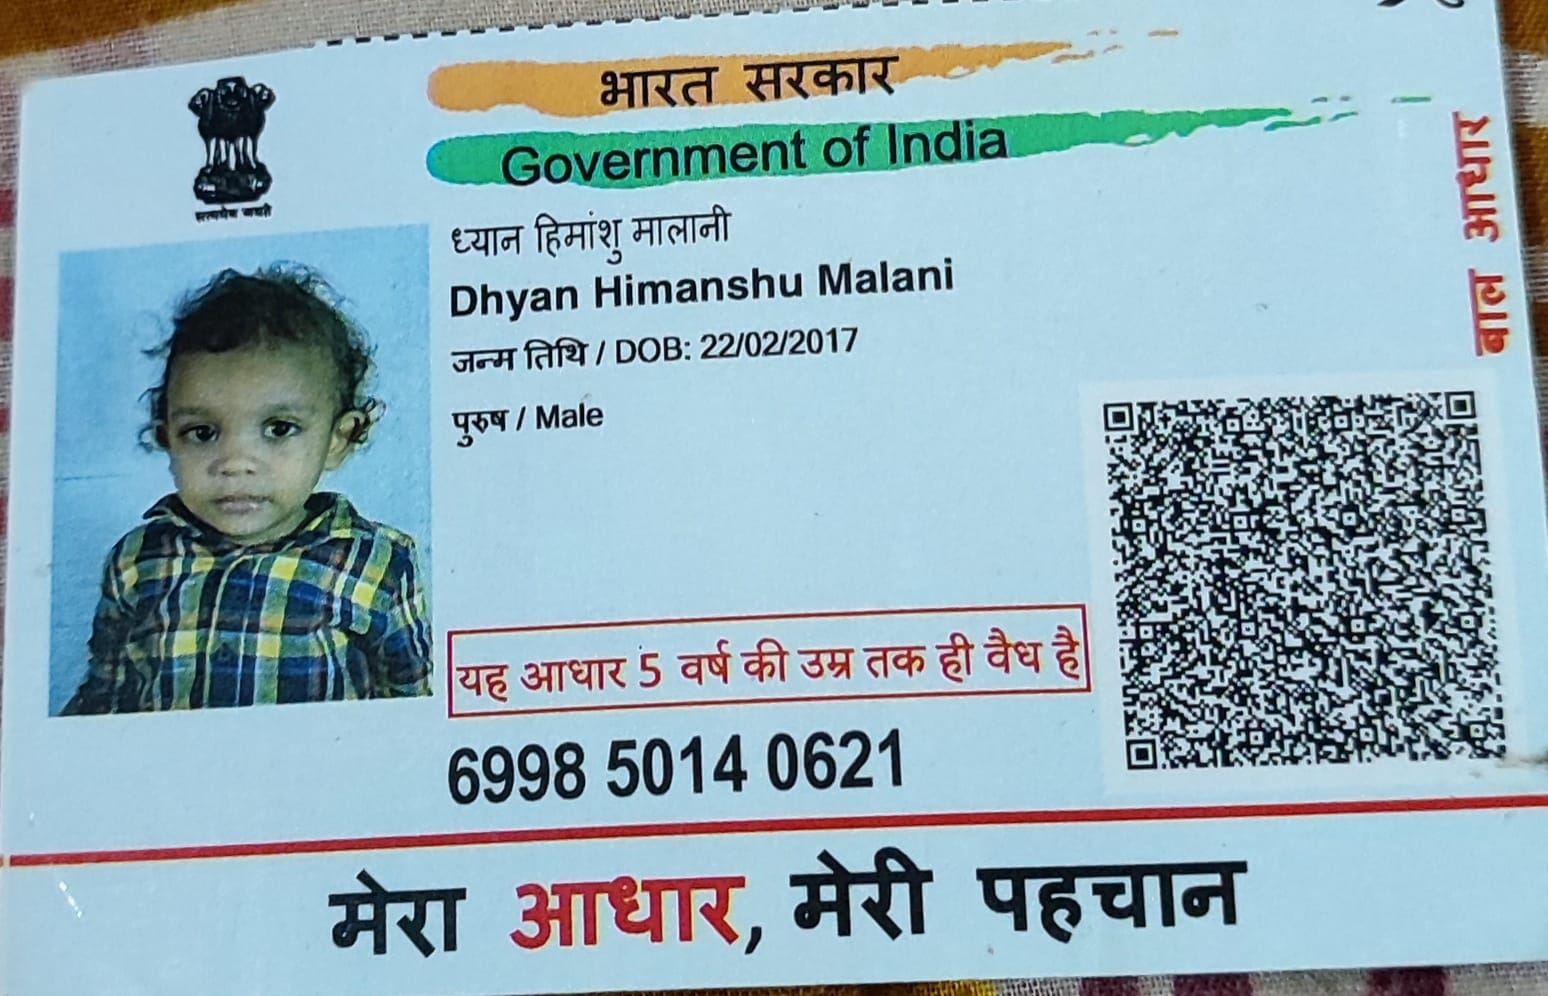 भारत सरकार
Government of India
सत्यमेव जयते
ध्यान हिमांशु मालानी
Dhyan Himanshu Malani
जन्म तिथि / DOB: 22/02/2017
पुरुष / Male
बाल आधार
यह आधार 5 वर्ष की उम्र तक ही वैध है
6998 5014 0621
मेरा आधार, मेरी पहचान